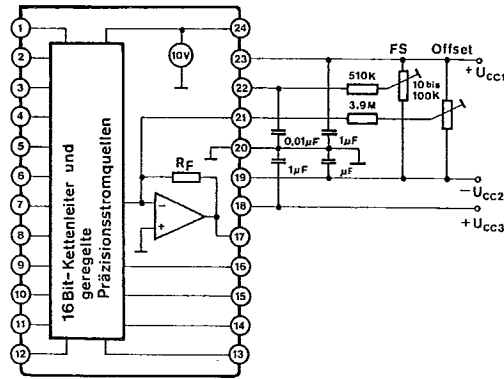 1
2
3
4
5
6
7
8
9
10
11
12
16Bit-Kettenleiter und
geregelte
Präzisionsstromquellen
10V
RF
−
+
24
23
22
21
20
19
18
17
16
15
14
13
510K
3.9M
0,01µF
1µF
1µF
µF
FS
Offset
10 bis
100K
+ UCC1
− UCC2
+ UCC3